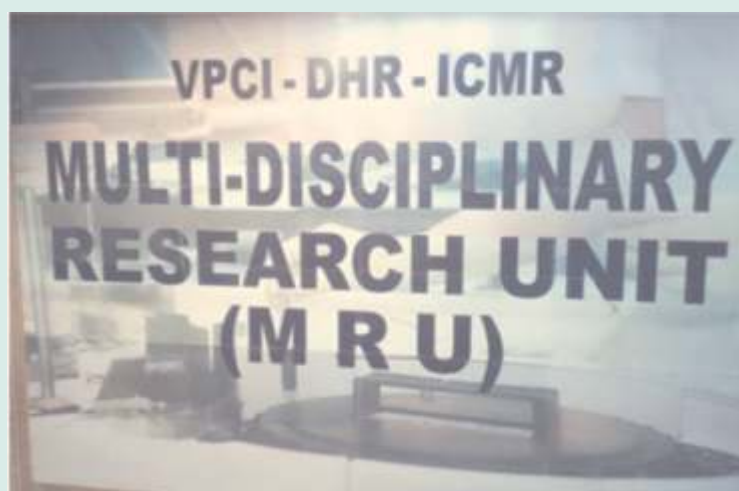 VPCI - DHR - ICMR
MULTI-DISCIPLINARY
RESEARCH UNIT
(M R U)